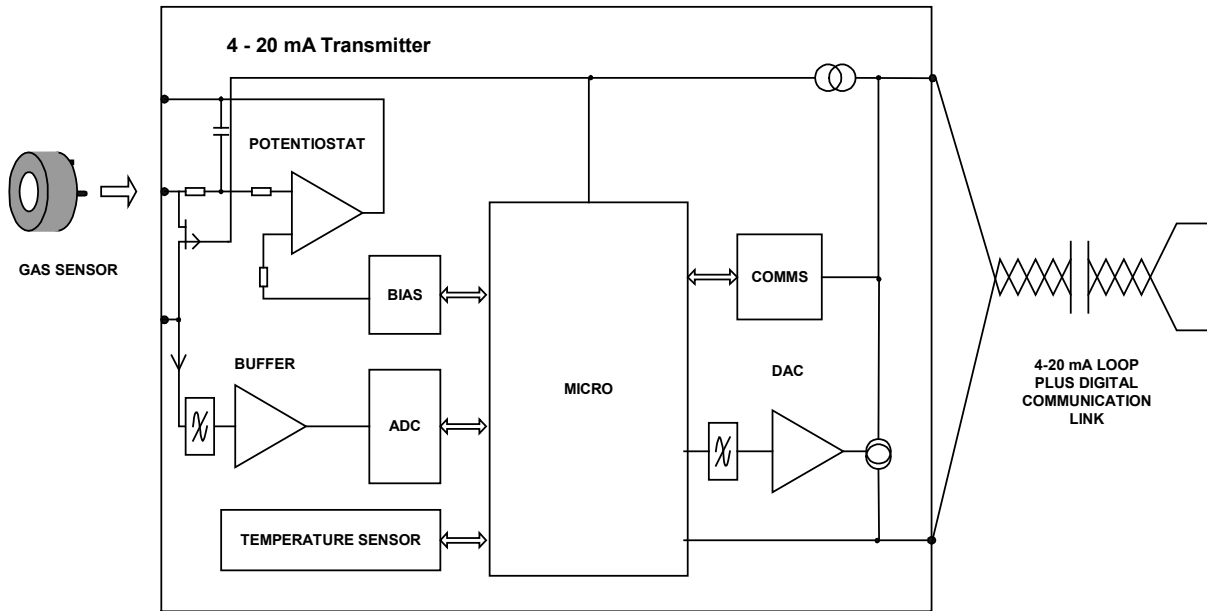 4 - 20 mA Transmitter
POTENTIOSTAT
GAS SENSOR
BIAS
COMMS
BUFFER
DAC
MICRO
ADC
4-20 mA LOOP
PLUS DIGITAL
COMMUNICATION
LINK
TEMPERATURE SENSOR